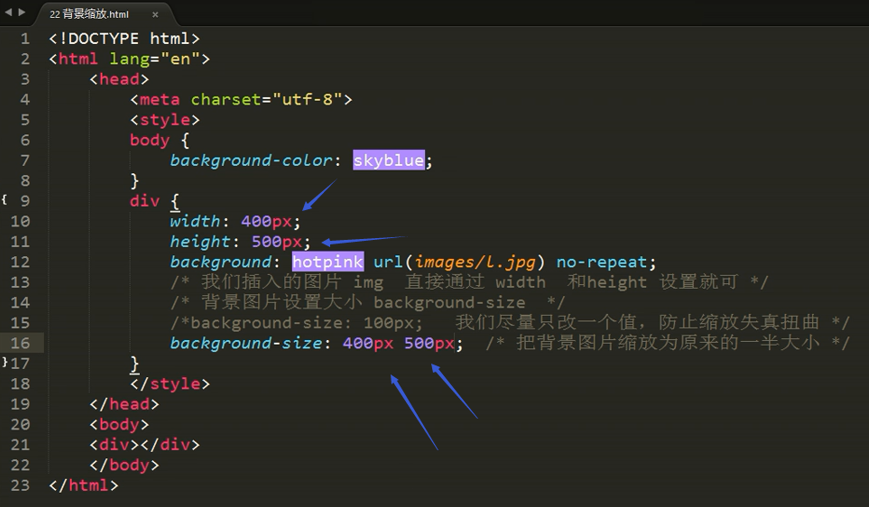 22 背景缩放.html ×
1 <!DOCTYPE html>
2 <html lang="en">
3 <head>
4 <meta charset="utf-8">
5 <style>
6 body {
7 background-color: skyblue;
8 }
{ 9 div {
10 width: 400px;
11 height: 500px;
12 background: hotpink url(images/l.jpg) no-repeat;
13 /* 我们插入的图片 img 直接通过 width 和height 设置就可 */
14 /* 背景图片设置大小 background-size */
15 /*background-size: 100px; 我们尽量只改一个值，防止缩放失真扭曲 */
16 background-size: 400px 500px; /* 把背景图片缩放为原来的一半大小 */
}17 }
18 </style>
19 </head>
20 <body>
21 <div></div>
22 </body>
23 </html>